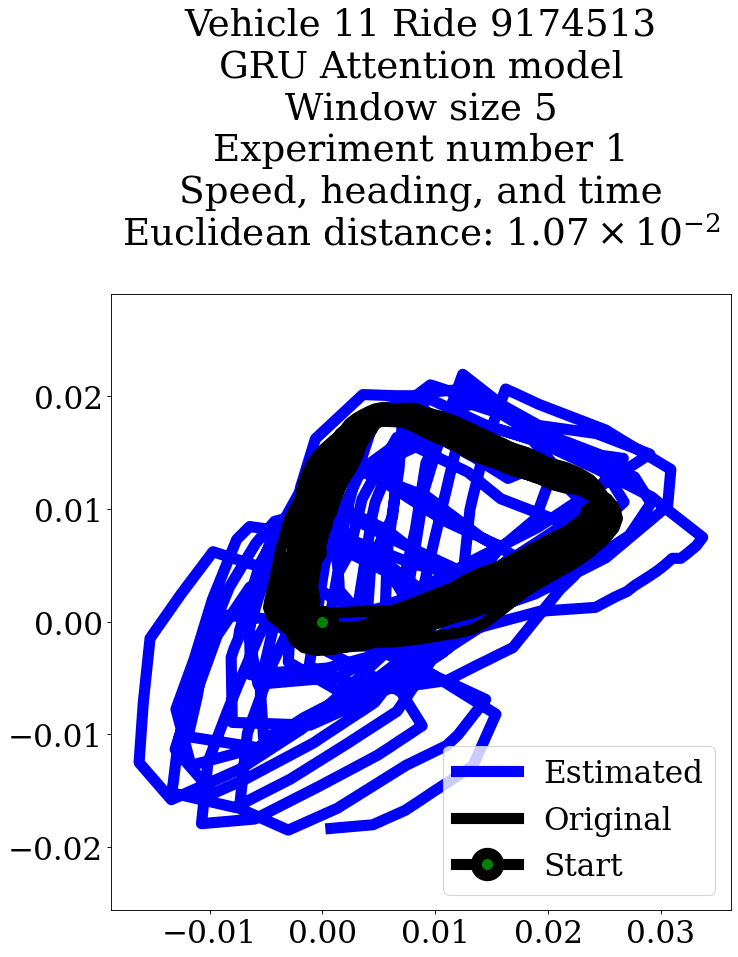 Vehicle 11 Ride 9174513
GRU Attention model
Window size 5
Experiment number 1
Speed, heading, and time
Euclidean distance: 1.07 × 10⁻²
0.02
0.01
0.00
−0.01
−0.02
Estimated
Original
Start
−0.01 0.00 0.01 0.02 0.03